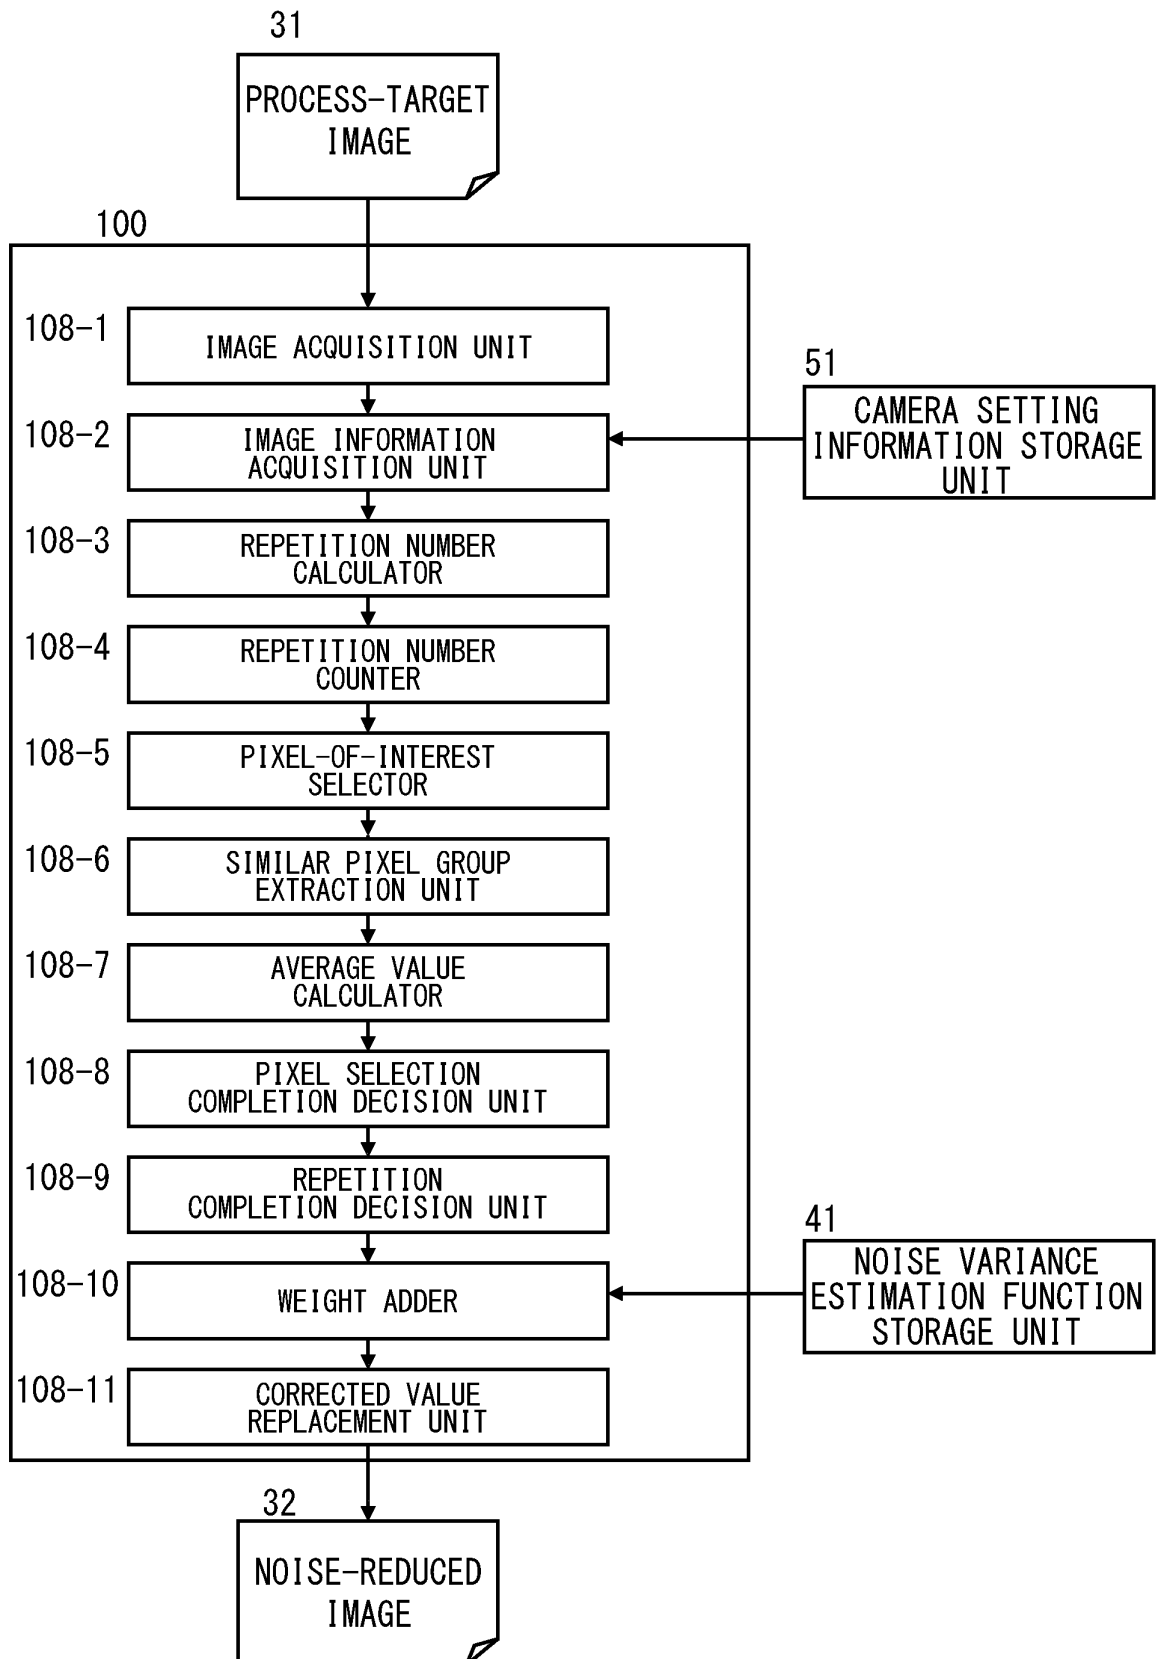 31
PROCESS-TARGET
IMAGE
100
108-1
IMAGE ACQUISITION UNIT
51
CAMERA SETTING
INFORMATION STORAGE
UNIT
108-2
IMAGE INFORMATION
ACQUISITION UNIT
108-3
REPETITION NUMBER
CALCULATOR
108-4
REPETITION NUMBER
COUNTER
108-5
PIXEL-OF-INTEREST
SELECTOR
108-6
SIMILAR PIXEL GROUP
EXTRACTION UNIT
108-7
AVERAGE VALUE
CALCULATOR
108-8
PIXEL SELECTION
COMPLETION DECISION UNIT
108-9
REPETITION
COMPLETION DECISION UNIT
41
NOISE VARIANCE
ESTIMATION FUNCTION
STORAGE UNIT
108-10
WEIGHT ADDER
108-11
CORRECTED VALUE
REPLACEMENT UNIT
32
NOISE-REDUCED
IMAGE